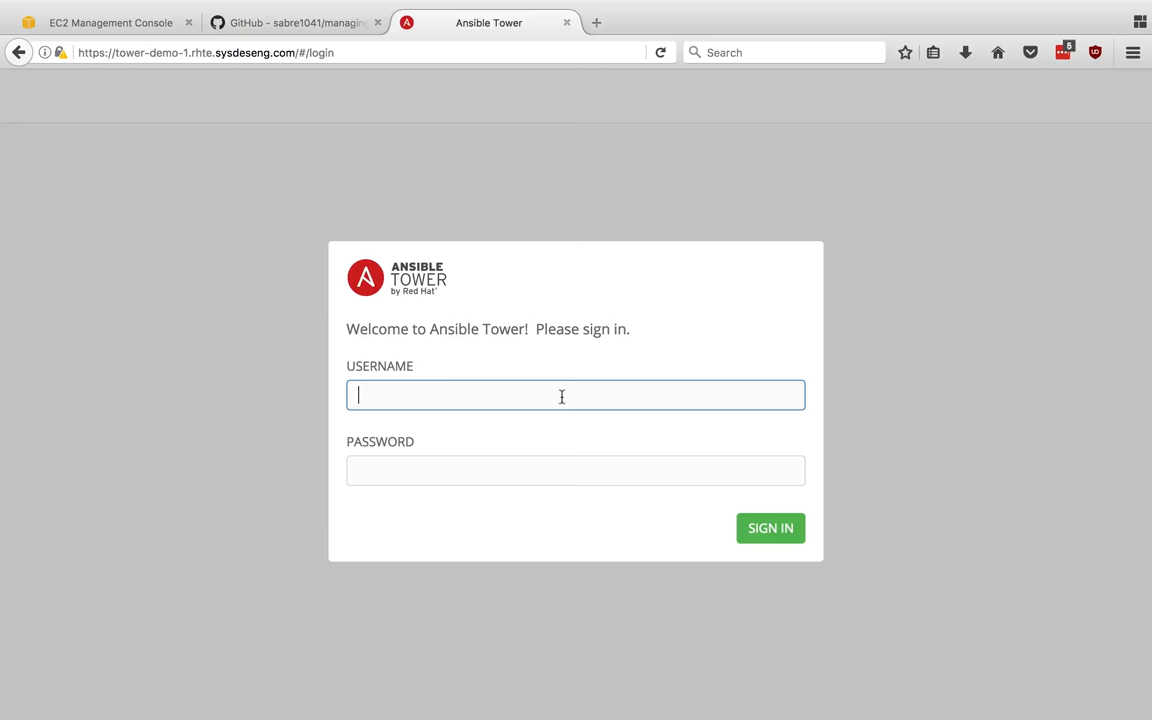 EC2 Management Console
GitHub - sabre1041/managing
Ansible Tower
https://tower-demo-1.rhte.sysdeseng.com/#/login
Search
5
ANSIBLE
TOWER
by Red Hat
Welcome to Ansible Tower! Please sign in.
USERNAME
PASSWORD
SIGN IN